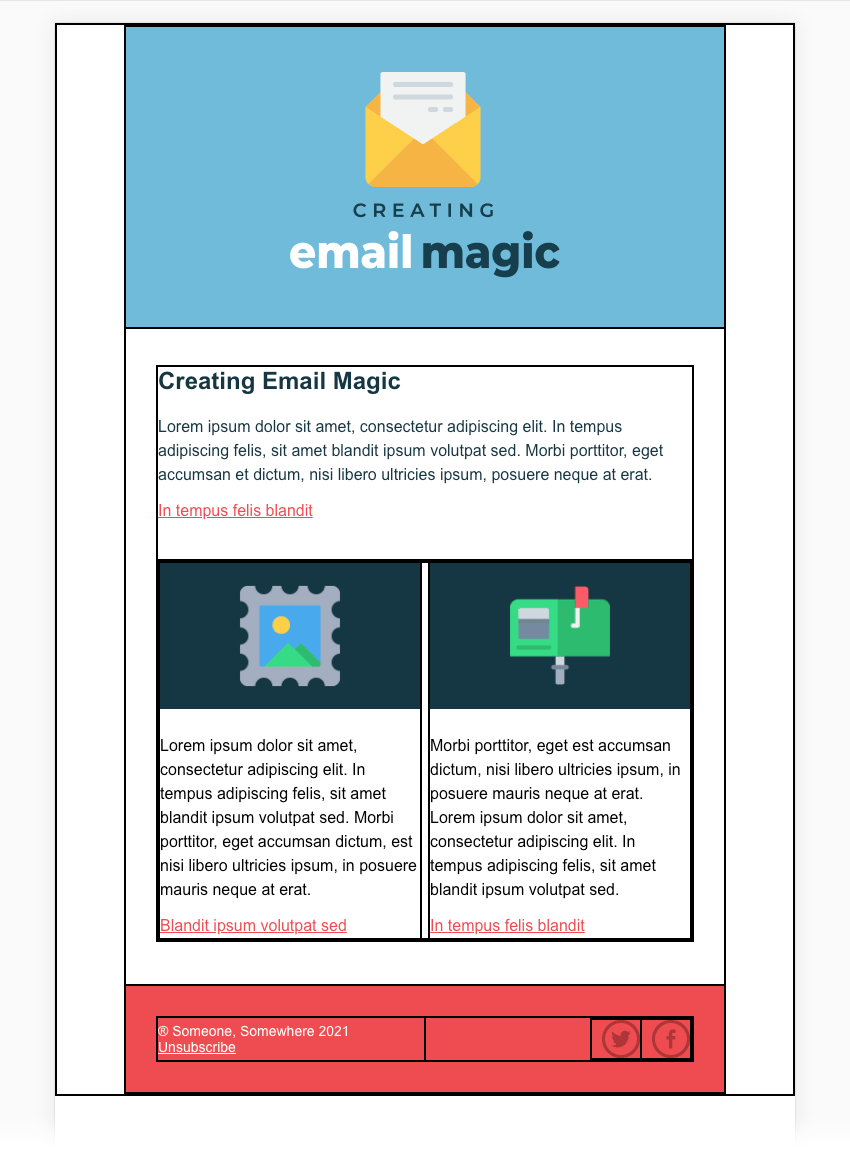 CREATING
email magic
Creating Email Magic
Lorem ipsum dolor sit amet, consectetur adipiscing elit. In tempus
adipiscing felis, sit amet blandit ipsum volutpat sed. Morbi porttitor, eget
accumsan et dictum, nisi libero ultricies ipsum, posuere neque at erat.
In tempus felis blandit
Lorem ipsum dolor sit amet,
consectetur adipiscing elit. In
tempus adipiscing felis, sit amet
blandit ipsum volutpat sed. Morbi
porttitor, eget accumsan dictum, est
nisi libero ultricies ipsum, in posuere
mauris neque at erat.
Blandit ipsum volutpat sed
Morbi porttitor, eget est accumsan
dictum, nisi libero ultricies ipsum, in
posuere mauris neque at erat.
Lorem ipsum dolor sit amet,
consectetur adipiscing elit. In
tempus adipiscing felis, sit amet
blandit ipsum volutpat sed.
In tempus felis blandit
® Someone, Somewhere 2021
Unsubscribe